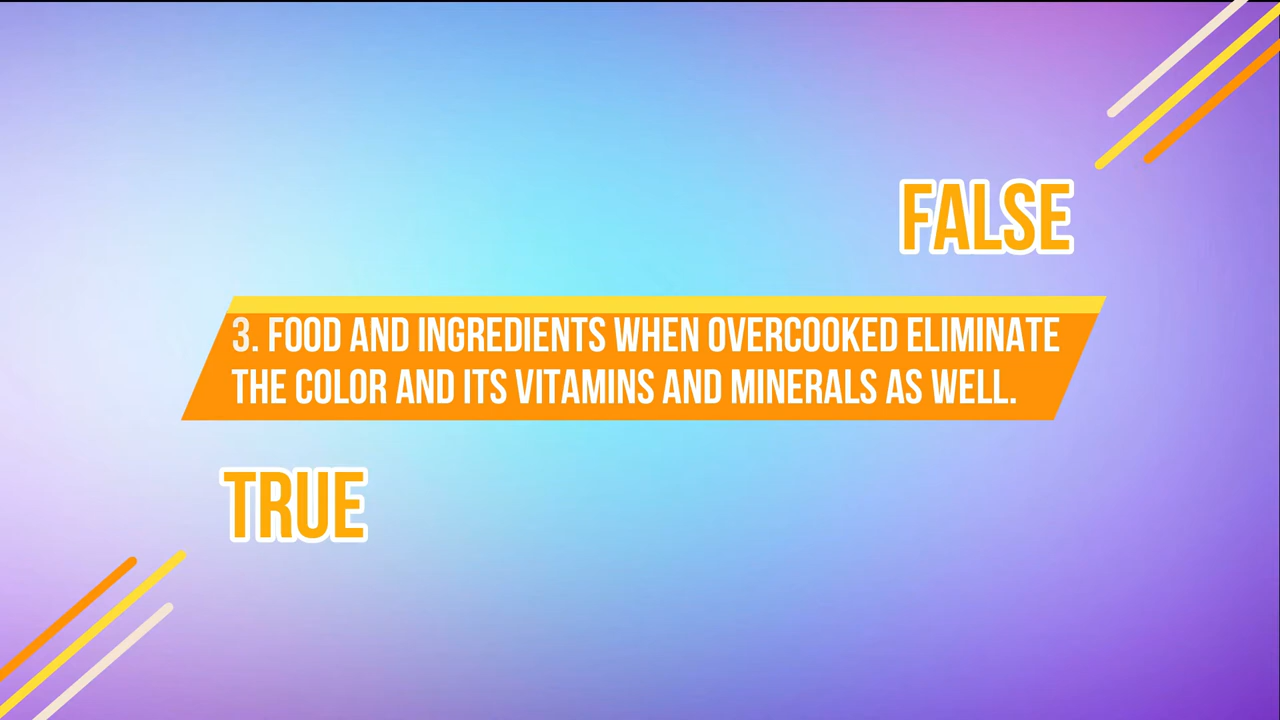 FALSE
3. FOOD AND INGREDIENTS WHEN OVERCOOKED ELIMINATE
THE COLOR AND ITS VITAMINS AND MINERALS AS WELL.
TRUE